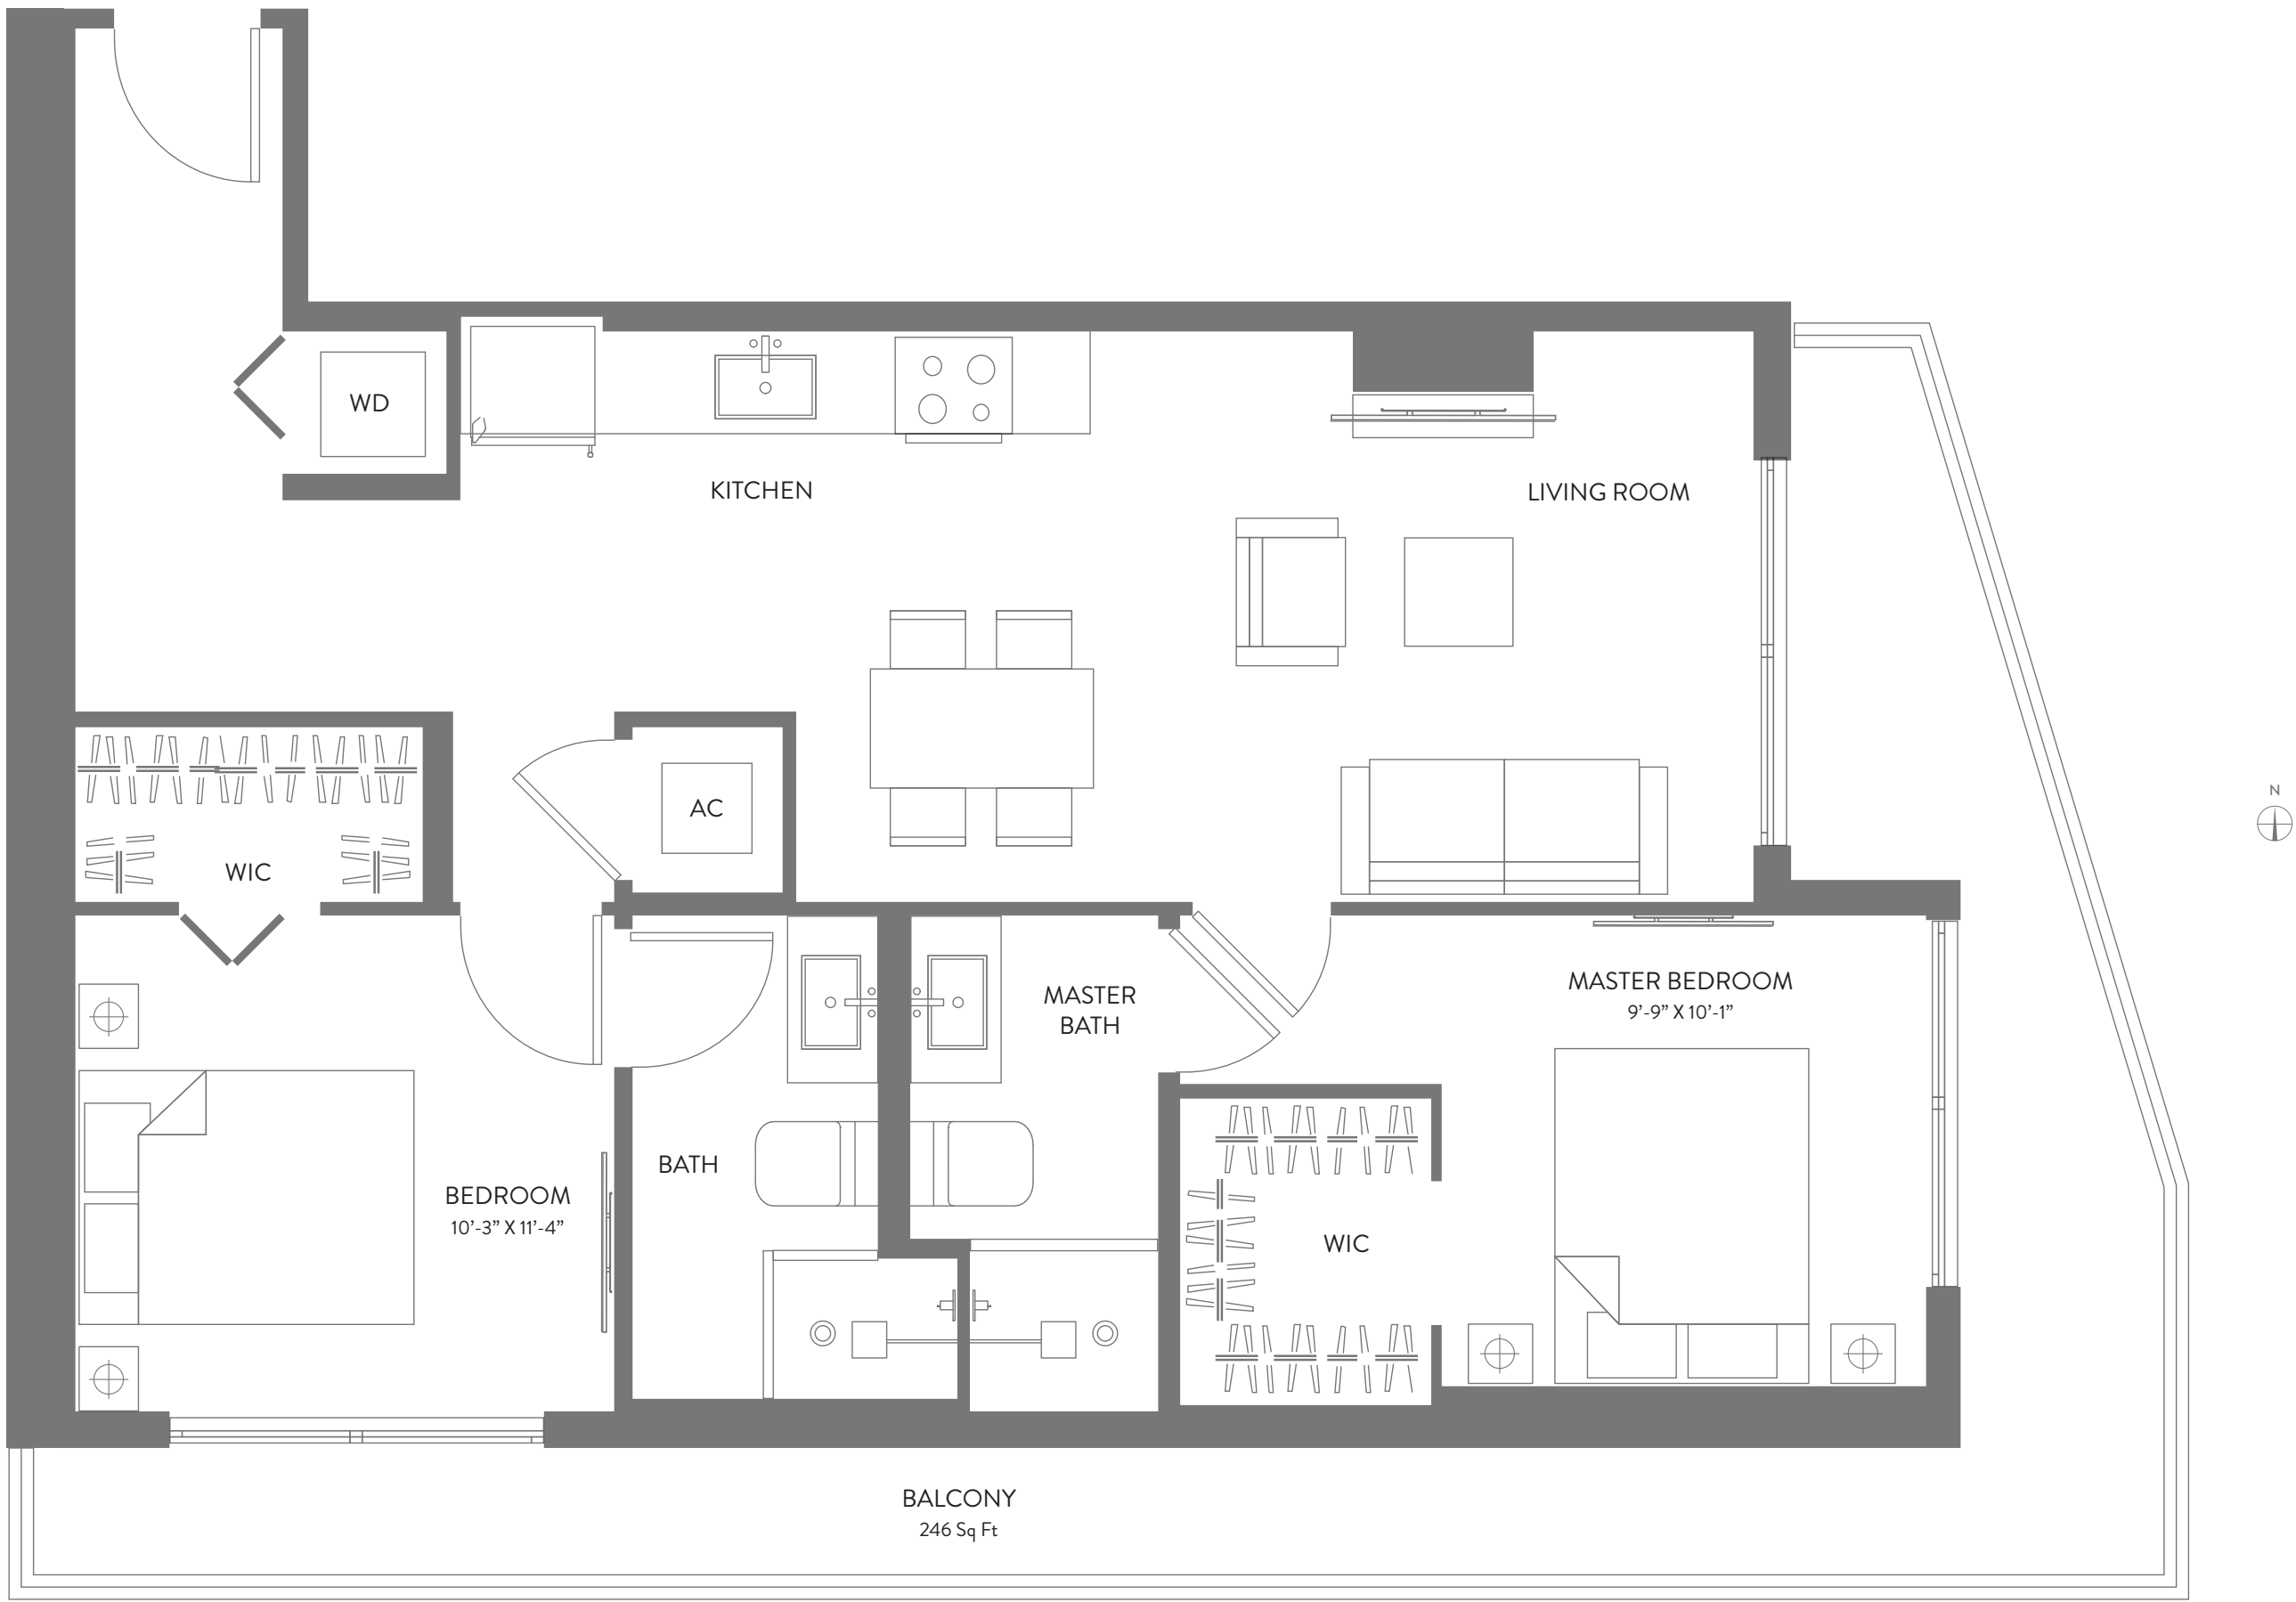 WD
KITCHEN
LIVING ROOM
N
AC
WIC
MASTER BEDROOM
9’-9” X 10’-1”
MASTER
BATH
BATH
BEDROOM
10’-3” X 11’-4”
WIC
BALCONY
246 Sq Ft